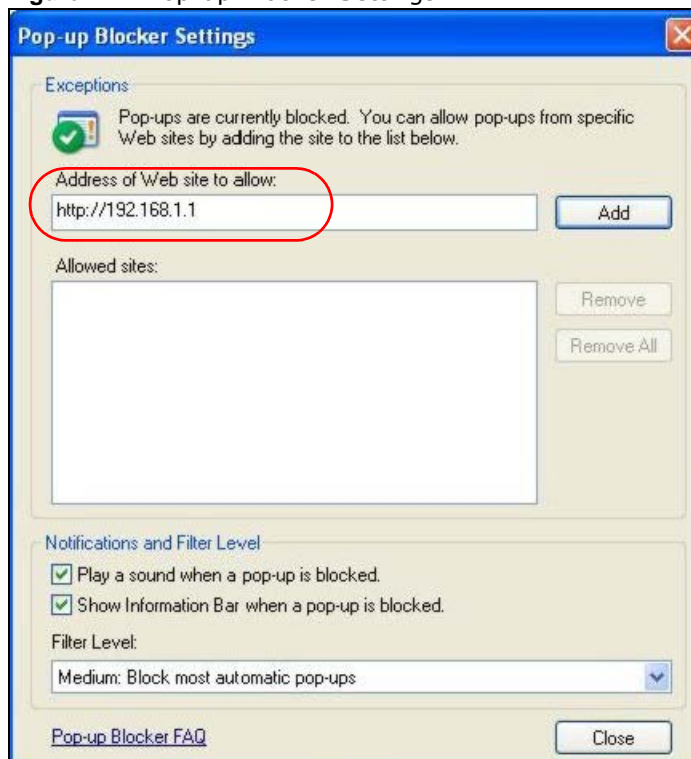 Pop-up Blocker Settings
Exceptions
Pop-ups are currently blocked. You can allow pop-ups from specific
Web sites by adding the site to the list below.
Address of Web site to allow:
http://192.168.1.1
Add
Allowed sites:
Remove
Remove All
Notifications and Filter Level
Play a sound when a pop-up is blocked.
Show Information Bar when a pop-up is blocked.
Filter Level:
Medium: Block most automatic pop-ups
Pop-up Blocker FAQ
Close